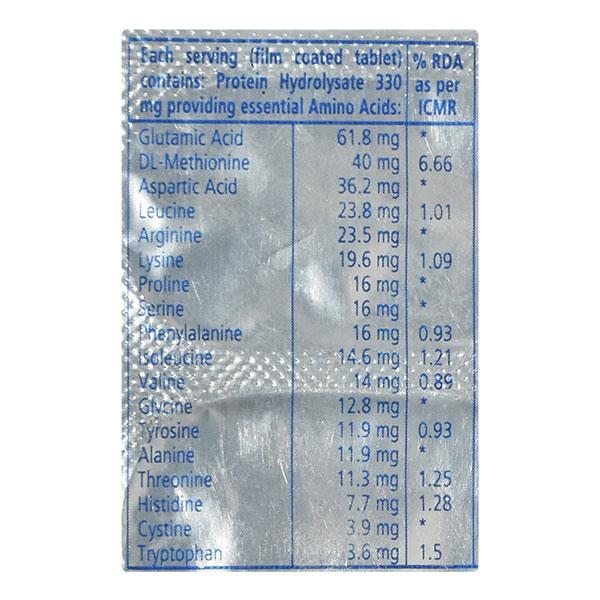 Each serving (film coated tablet) % RDA
contains: Protein Hydrolysate 330 as per
mg providing essential Amino Acids: ICMR
Glutamic Acid 61.8 mg *
DL-Methionine 40 mg 6.66
Aspartic Acid 36.2 mg *
Leucine 23.8 mg 1.01
Arginine 23.5 mg *
Lysine 19.6 mg 1.09
Proline 16 mg *
Serine 16 mg *
Phenylalanine 16 mg 0.93
Isoleucine 14.6 mg 1.21
Valine 14 mg 0.89
Glycine 12.8 mg *
Tyrosine 11.9 mg 0.93
Alanine 11.9 mg *
Threonine 11.3 mg 1.25
Histidine 7.7 mg 1.28
Cystine 3.9 mg *
Tryptophan 3.6 mg 1.5